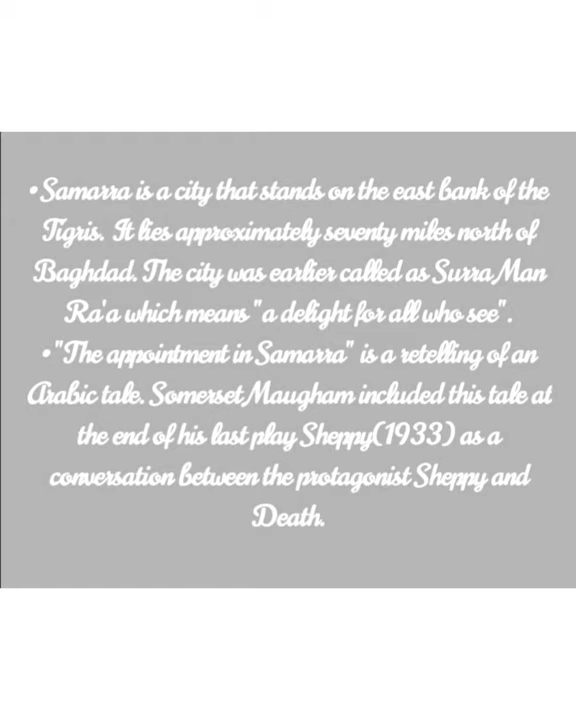 •Samarra is a city that stands on the east bank of the
Tigris. It lies approximately seventy miles north of
Baghdad. The city was earlier called as Surra Man
Ra'a which means "a delight for all who see".
•"The appointment in Samarra" is a retelling of an
Arabic tale. Somerset Maugham included this tale at
the end of his last play Sheppy(1933) as a
conversation between the protagonist Sheppy and
Death.